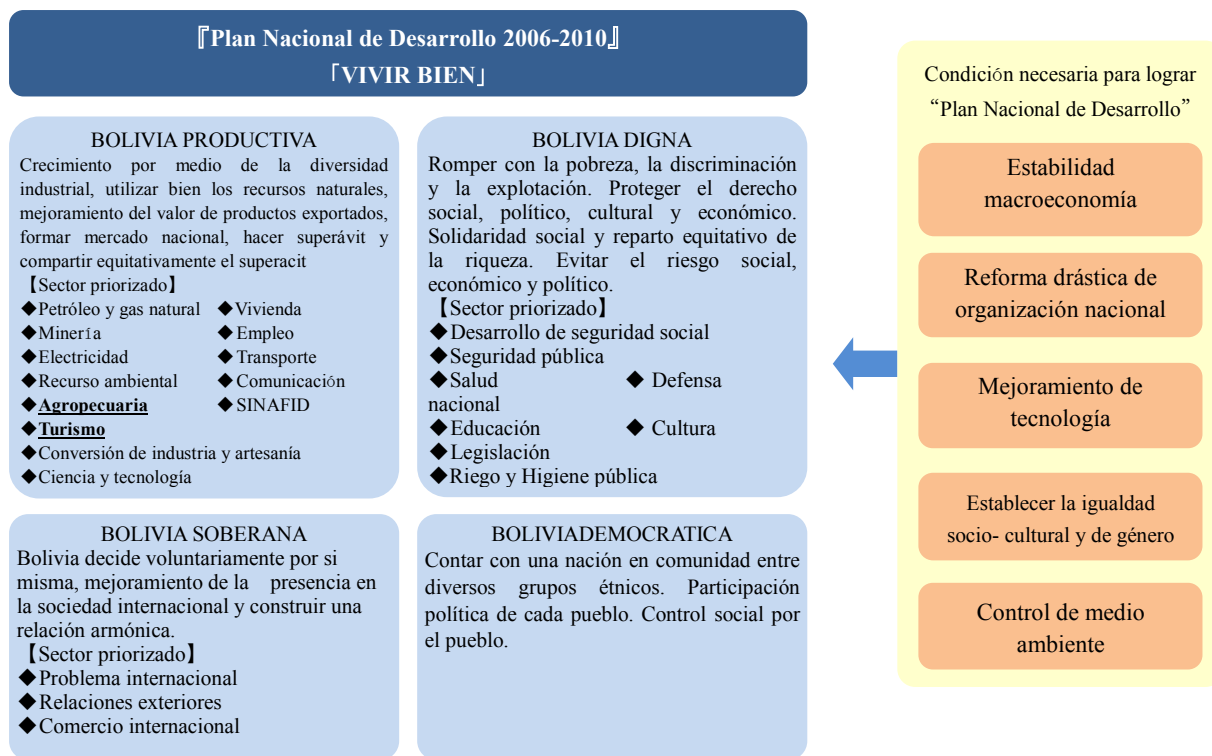 『Plan Nacional de Desarrollo 2006-2010』
「VIVIR BIEN」
BOLIVIA PRODUCTIVA
Crecimiento por medio de la diversidad
industrial, utilizar bien los recursos naturales,
mejoramiento del valor de productos exportados,
formar mercado nacional, hacer superávit y
compartir equitativamente el superacit
【Sector priorizado】
◆Petróleo y gas natural ◆Vivienda
◆Minería ◆Empleo
◆Electricidad ◆Transporte
◆Recurso ambiental ◆Comunicación
◆Agropecuaria ◆SINAFID
◆Turismo
◆Conversión de industria y artesanía
◆Ciencia y tecnología
BOLIVIA DIGNA
Romper con la pobreza, la discriminación
y la explotación. Proteger el derecho
social, político, cultural y económico.
Solidaridad social y reparto equitativo de
la riqueza. Evitar el riesgo social,
económico y político.
【Sector priorizado】
◆Desarrollo de seguridad social
◆Seguridad pública
◆Salud ◆ Defensa
nacional
◆Educación ◆ Cultura
◆Legislación
◆Riego y Higiene pública
BOLIVIA SOBERANA
Bolivia decide voluntariamente por si
misma, mejoramiento de la presencia en
la sociedad internacional y construir una
relación armónica.
【Sector priorizado】
◆Problema internacional
◆Relaciones exteriores
◆Comercio internacional
BOLIVIADEMOCRATICA
Contar con una nación en comunidad entre
diversos grupos étnicos. Participación
política de cada pueblo. Control social por
el pueblo.
Condición necesaria para lograr
“Plan Nacional de Desarrollo”
Estabilidad
macroeconomía
Reforma drástica de
organización nacional
Mejoramiento de
tecnología
Establecer la igualdad
socio- cultural y de género
Control de medio
ambiente